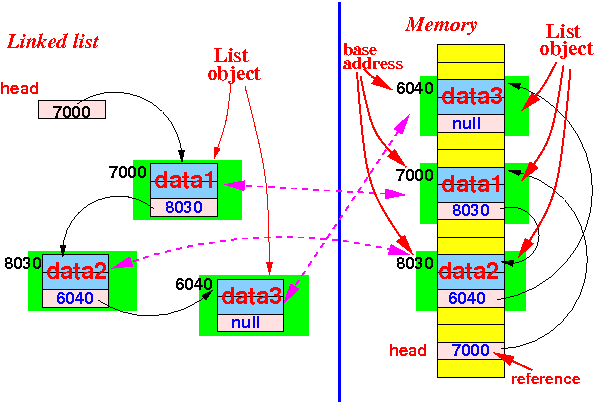 Linked list
head
7000
List
object
7000
data1
8030
8030
data2
6040
6040
data3
null
Memory
base
address
List
object
6040
data3
null
7000
data1
8030
8030
data2
6040
head
7000
reference